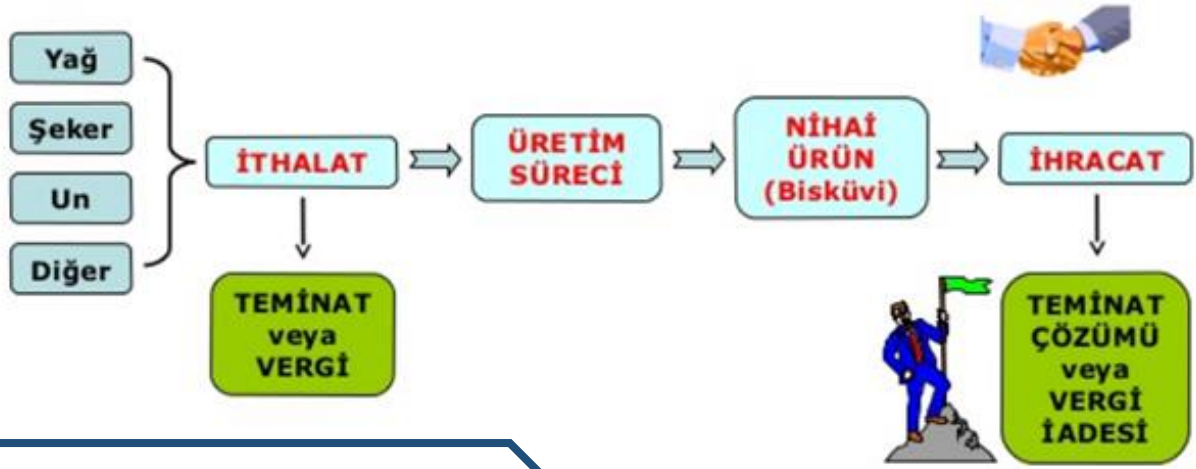 Yağ
Şeker
Un
Diğer
İTHALAT
TEMİNAT
veya
VERGİ
ÜRETİM
SÜRECİ
NİHAİ
ÜRÜN
(Bisküvi)
İHRACAT
TEMİNAT
ÇÖZÜMÜ
veya
VERGİ
İADESİ